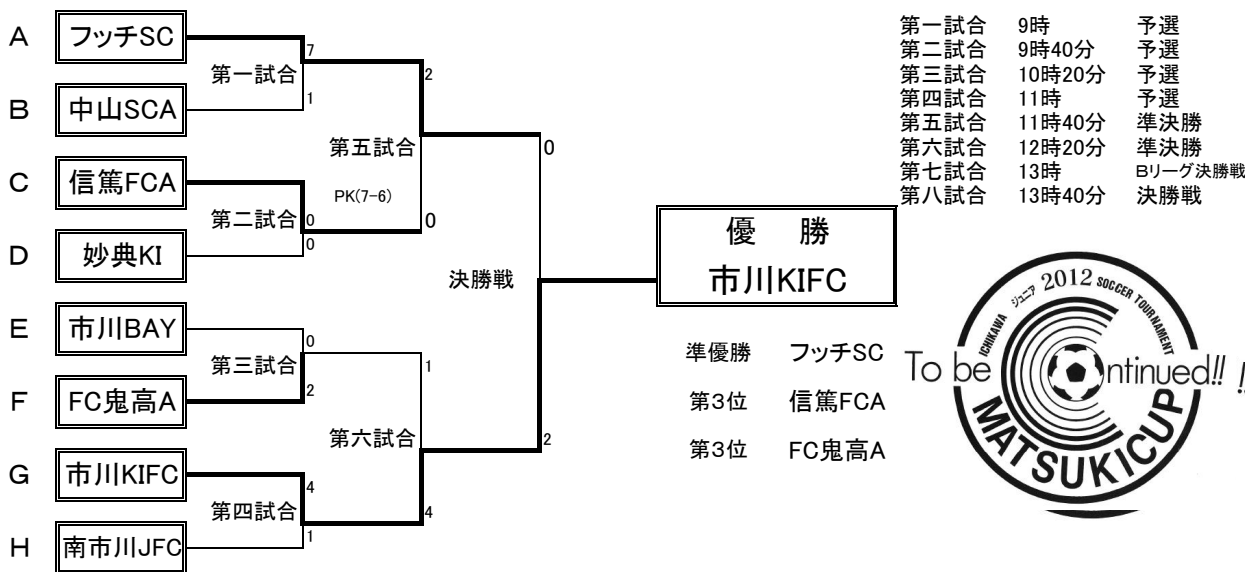 A フッチSC
7
第一試合
1
B 中山SCA
2
第五試合
0
PK(7-6)
0
C 信篤FCA
第二試合
0
0
D 妙典KI
決勝戦
E 市川BAY
0
第三試合
2
F FC鬼高A
1
第六試合
2
4
G 市川KIFC
4
第四試合
1
H 南市川JFC
第一試合 9時 予選
第二試合 9時40分 予選
第三試合 10時20分 予選
第四試合 11時 予選
第五試合 11時40分 準決勝
第六試合 12時20分 準決勝
第七試合 13時 Bリーグ決勝戦
第八試合 13時40分 決勝戦
優 勝
市川KIFC
準優勝 フッチSC
第3位 信篤FCA
第3位 FC鬼高A
ICHIKAWA ジュニア 2012 SOCCER TOURNAMENT
To be Continued!! !
MATSUKICUP